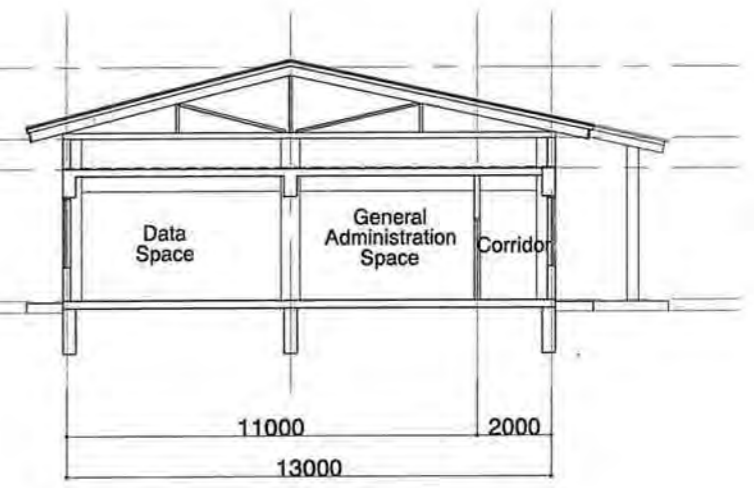 Data
Space
General
Administration
Space
Corridor
11000
2000
13000